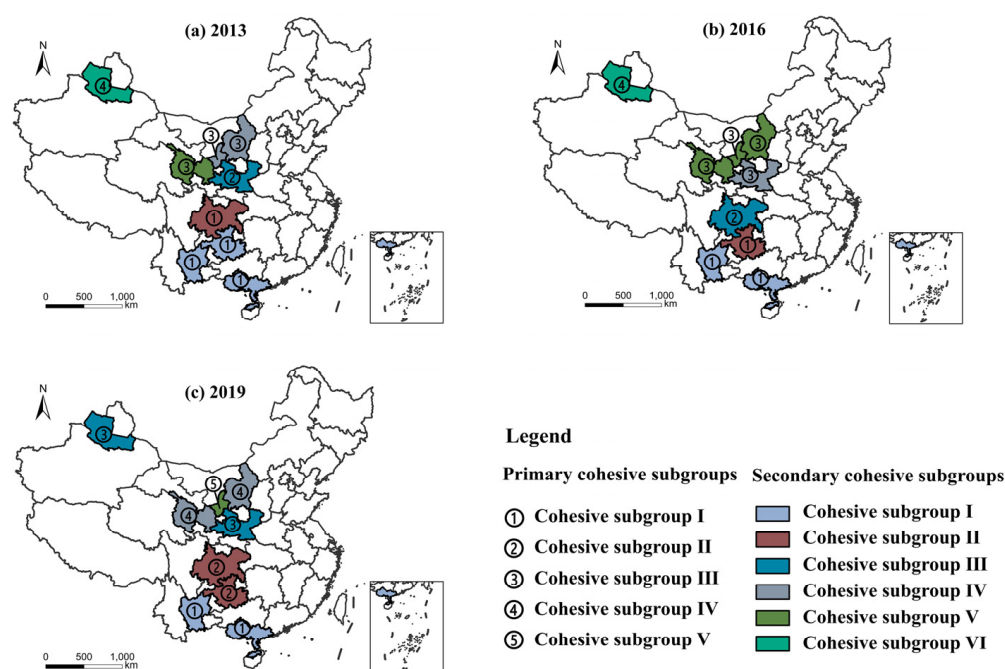 (a) 2013
N
④
③
③
③
②
①
①
①
①
0 500 1,000
km
(b) 2016
N
④
③
③
③
③
②
①
①
①
0 500 1,000
km
(c) 2019
N
③
⑤
④
④
③
②
②
①
①
0 500 1,000
km
Legend
Primary cohesive subgroups
① Cohesive subgroup I
② Cohesive subgroup II
③ Cohesive subgroup III
④ Cohesive subgroup IV
⑤ Cohesive subgroup V
Secondary cohesive subgroups
Cohesive subgroup I
Cohesive subgroup II
Cohesive subgroup III
Cohesive subgroup IV
Cohesive subgroup V
Cohesive subgroup VI